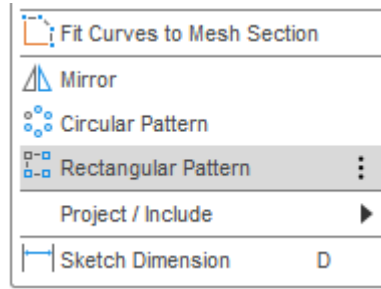 Fit Curves to Mesh Section
Mirror
Circular Pattern
Rectangular Pattern
Project / Include
Sketch Dimension D